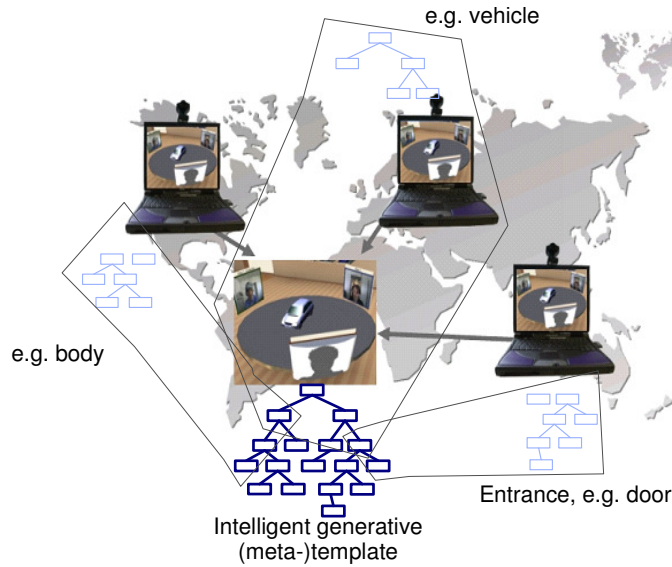 e.g. vehicle
e.g. body
Entrance, e.g. door
Intelligent generative
(meta-)template